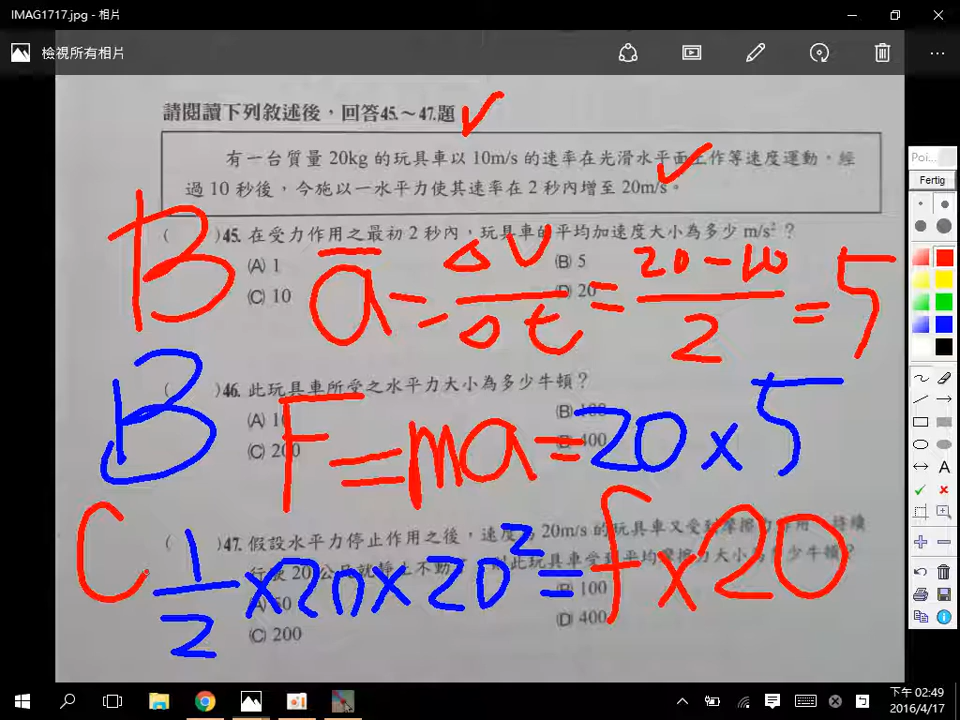 IMAG1717.jpg - 相片
檢視所有相片
請閱讀下列敘述後，回答45.～47.題
有一台質量 20kg 的玩具車以 10m/s 的速率在光滑水平面上作等速度運動。經
過 10 秒後，今施以一水平力使其速率在 2 秒內增至 20m/s。
Poi...
Fertig
B
( )45. 在受力作用之最初 2 秒內，玩具車的平均加速度大小為多少 m/s² ?
(A) 1 (B) 5
(C) 10 (D) 20
a = Δv/Δt = 20-10/2 = 5
B
( )46. 此玩具車所受之水平力大小為多少牛頓？
(A) 10 (B) 100
(C) 200 (D) 400
F=ma=20×5
C
( )47. 假設水平力停止作用之後，速度為 20m/s 的玩具車又受到摩擦力作用，持續
行駛 20 公尺就靜止不動，則此玩具車受到平均摩擦力大小為多少牛頓？
(A) 50 (B) 100
(C) 200 (D) 400
1/2×20×20²=f×20
A
下午 02:49
2016/4/17